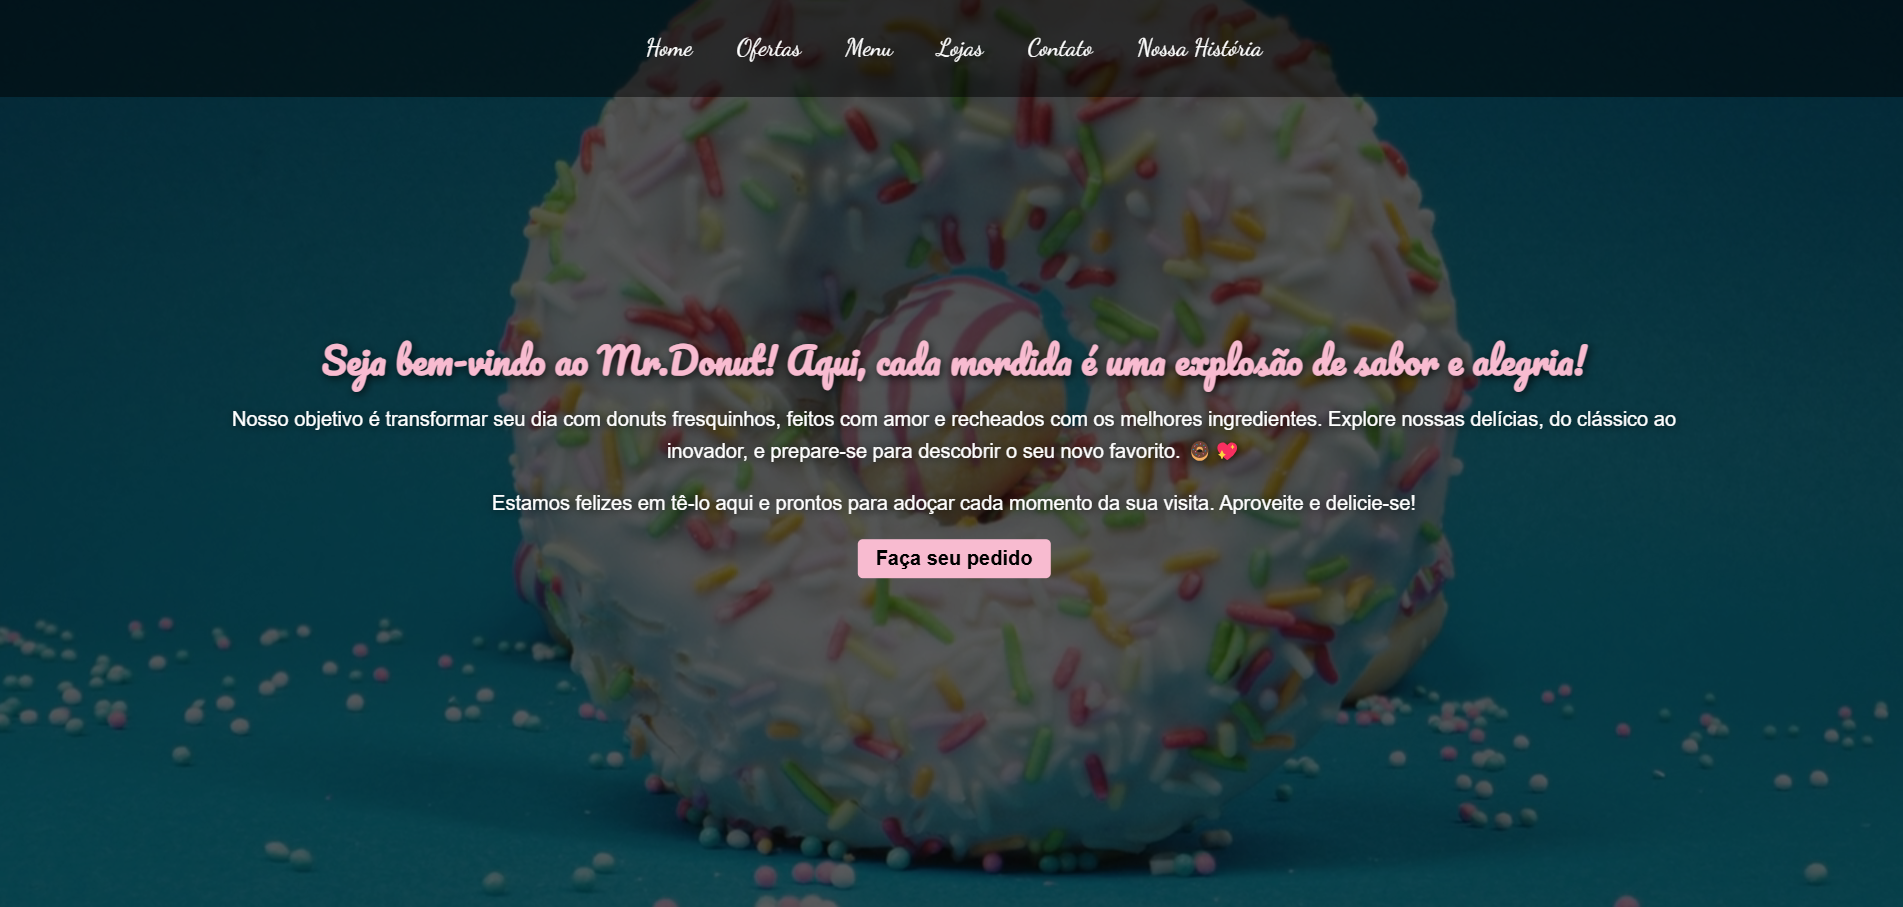 Home Ofertas Menu Lojas Contato Nossa História
Seja bem-vindo ao Mr.Donut! Aqui, cada mordida é uma explosão de sabor e alegria!
Nosso objetivo é transformar seu dia com donuts fresquinhos, feitos com amor e recheados com os melhores ingredientes. Explore nossas delícias, do clássico ao
inovador, e prepare-se para descobrir o seu novo favorito. 🍩 💖
Estamos felizes em tê-lo aqui e prontos para adoçar cada momento da sua visita. Aproveite e delicie-se!
Faça seu pedido